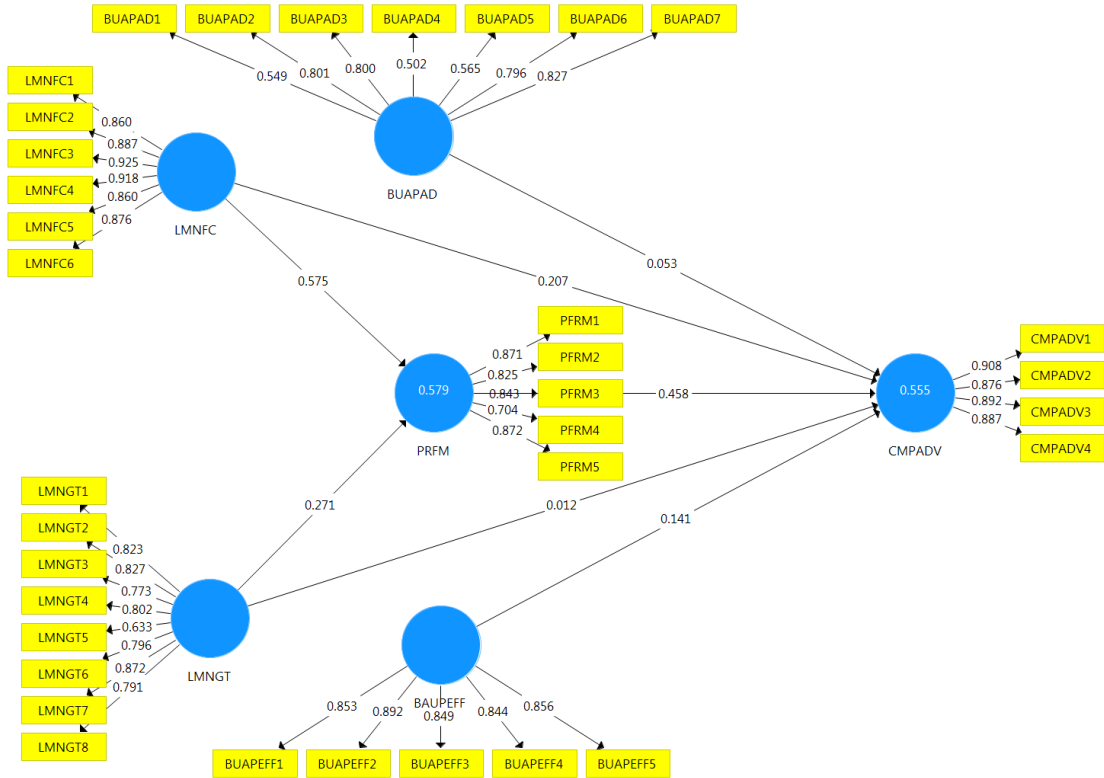 BUAPAD1 BUAPAD2 BUAPAD3 BUAPAD4 BUAPAD5 BUAPAD6 BUAPAD7
0.549 0.801 0.800 0.502 0.565 0.796 0.827
BUAPAD
LMNFC1
LMNFC2
LMNFC3
LMNFC4
LMNFC5
LMNFC6
0.860
0.887
0.925
0.918
0.860
0.876
LMNFC
0.575
0.207
0.053
PFRM1
PFRM2
PFRM3
PFRM4
PFRM5
0.871
0.825
0.843
0.704
0.872
0.579
PRFM
0.458
0.555
CMPADV
0.908
0.876
0.892
0.887
CMPADV1
CMPADV2
CMPADV3
CMPADV4
0.271
0.012
0.141
LMNGT1
LMNGT2
LMNGT3
LMNGT4
LMNGT5
LMNGT6
LMNGT7
LMNGT8
0.823
0.827
0.773
0.802
0.633
0.796
0.872
0.791
LMNGT
BAUPEFF
0.853 0.892 0.849 0.844 0.856
BUAPEFF1 BUAPEFF2 BUAPEFF3 BUAPEFF4 BUAPEFF5